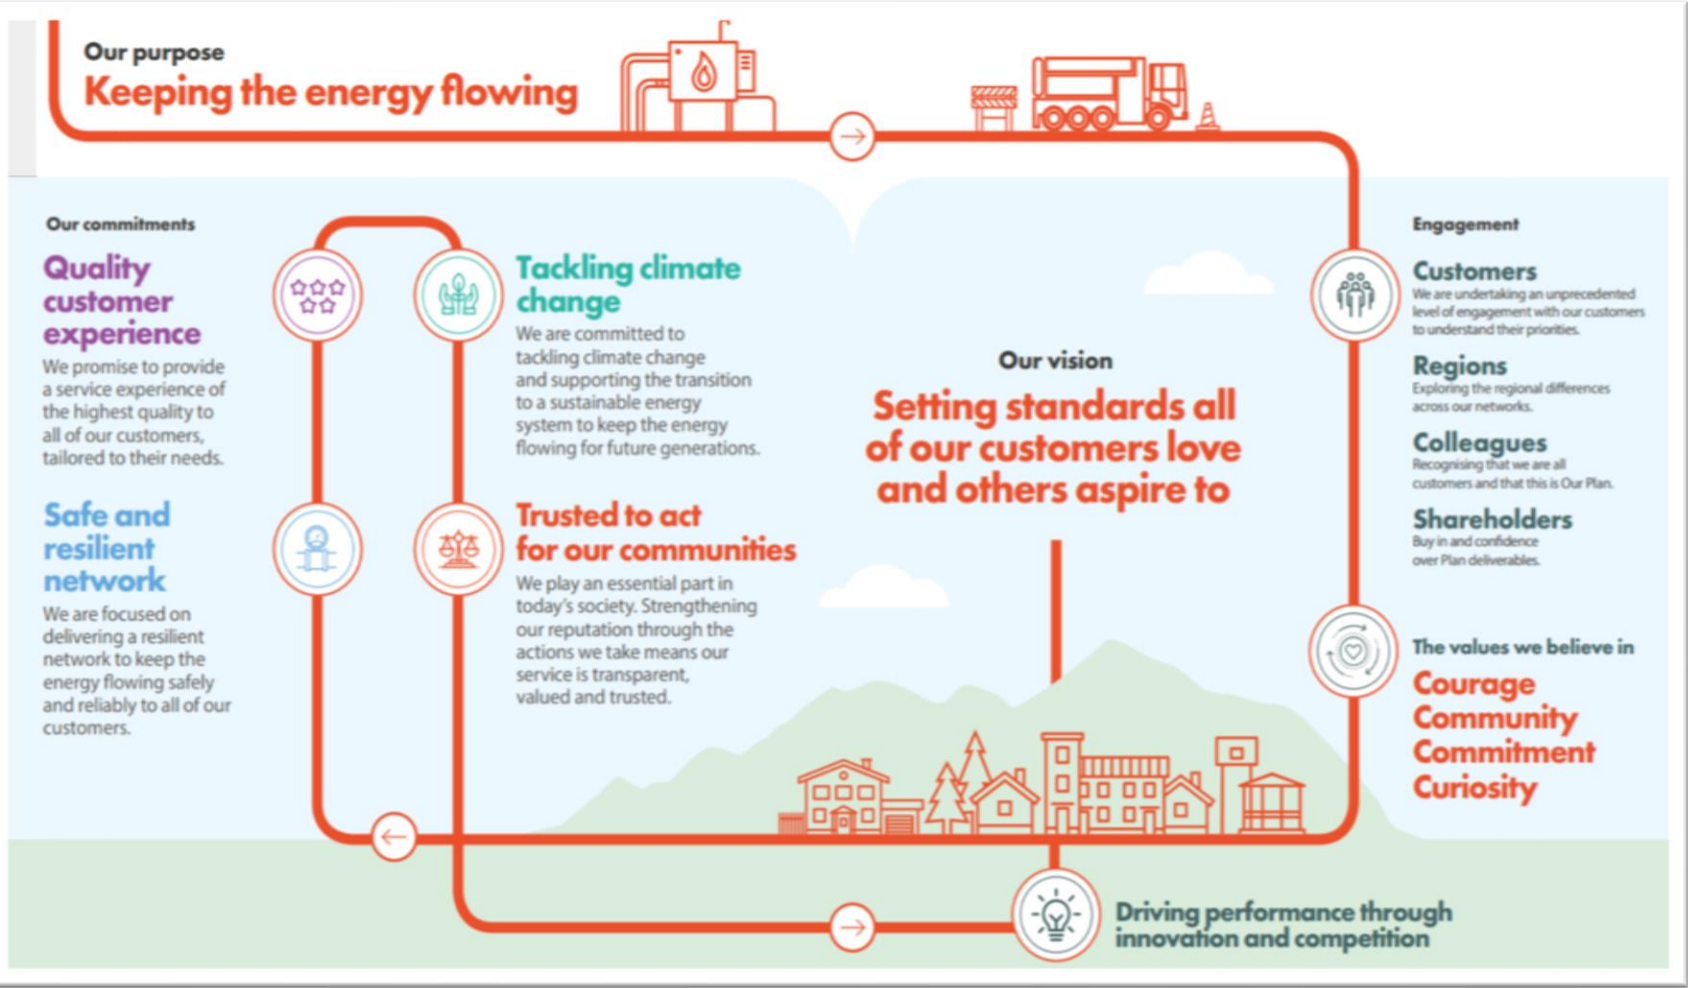 Our purpose
Keeping the energy flowing
Our commitments
Quality
customer
experience
We promise to provide
a service experience of
the highest quality to
all of our customers,
tailored to their needs.
Safe and
resilient
network
We are focused on
delivering a resilient
network to keep the
energy flowing safely
and reliably to all of our
customers.
Tackling climate
change
We are committed to
tackling climate change
and supporting the transition
to a sustainable energy
system to keep the energy
flowing for future generations.
Trusted to act
for our communities
We play an essential part in
today's society. Strengthening
our reputation through the
actions we take means our
service is transparent,
valued and trusted.
Our vision
Setting standards all
of our customers love
and others aspire to
Engagement
Customers
We are undertaking an unprecedented
level of engagement with our customers
to understand their priorities.
Regions
Exploring the regional differences
across our networks.
Colleagues
Recognising that we are all
customers and that this is Our Plan.
Shareholders
Buy in and confidence
over Plan deliverables.
The values we believe in
Courage
Community
Commitment
Curiosity
Driving performance through
innovation and competition